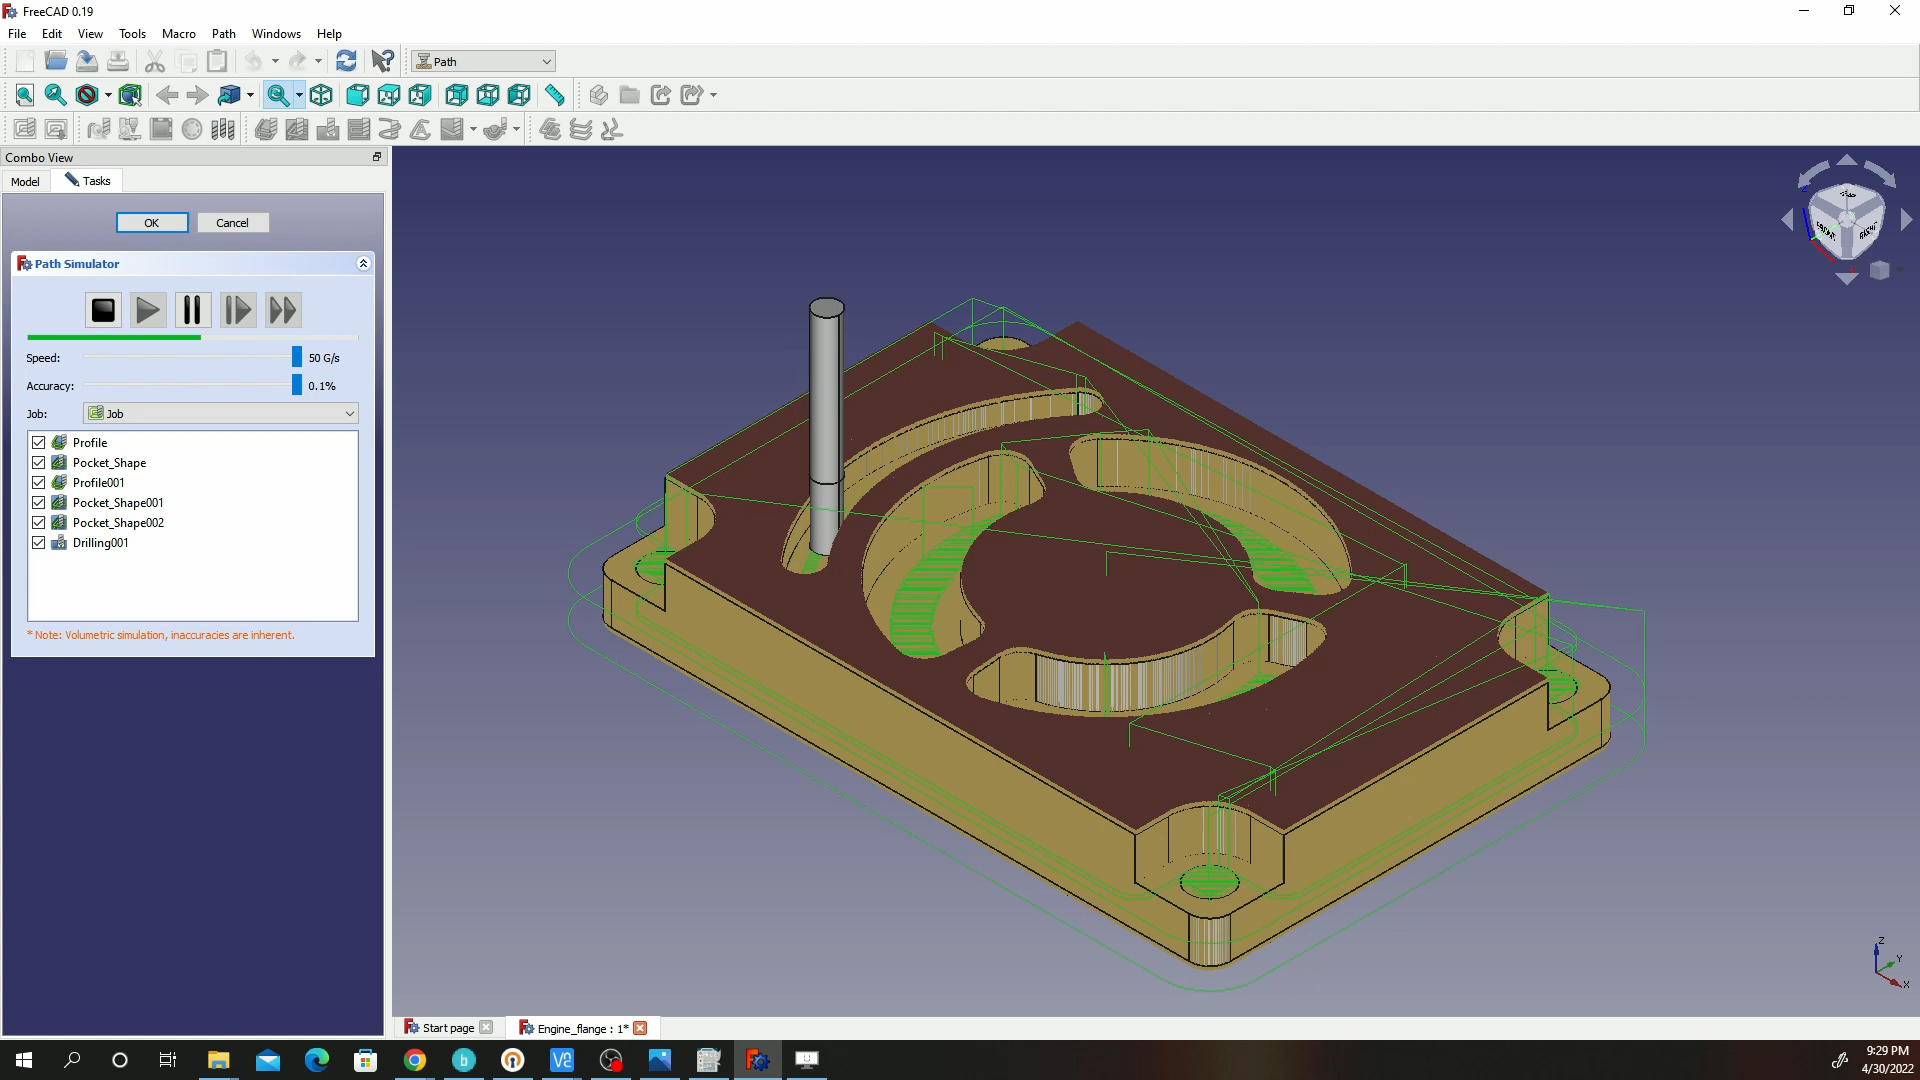 FreeCAD 0.19
File Edit View Tools Macro Path Windows Help
Path
Combo View
Model Tasks
OK Cancel
Path Simulator
Speed: 50 G/s
Accuracy: 0.1%
Job: Job
Profile
Pocket_Shape
Profile001
Pocket_Shape001
Pocket_Shape002
Drilling001
* Note: Volumetric simulation, inaccuracies are inherent.
Z
Y
X
Start page Engine_flange : 1*
b
9:29 PM
4/30/2022